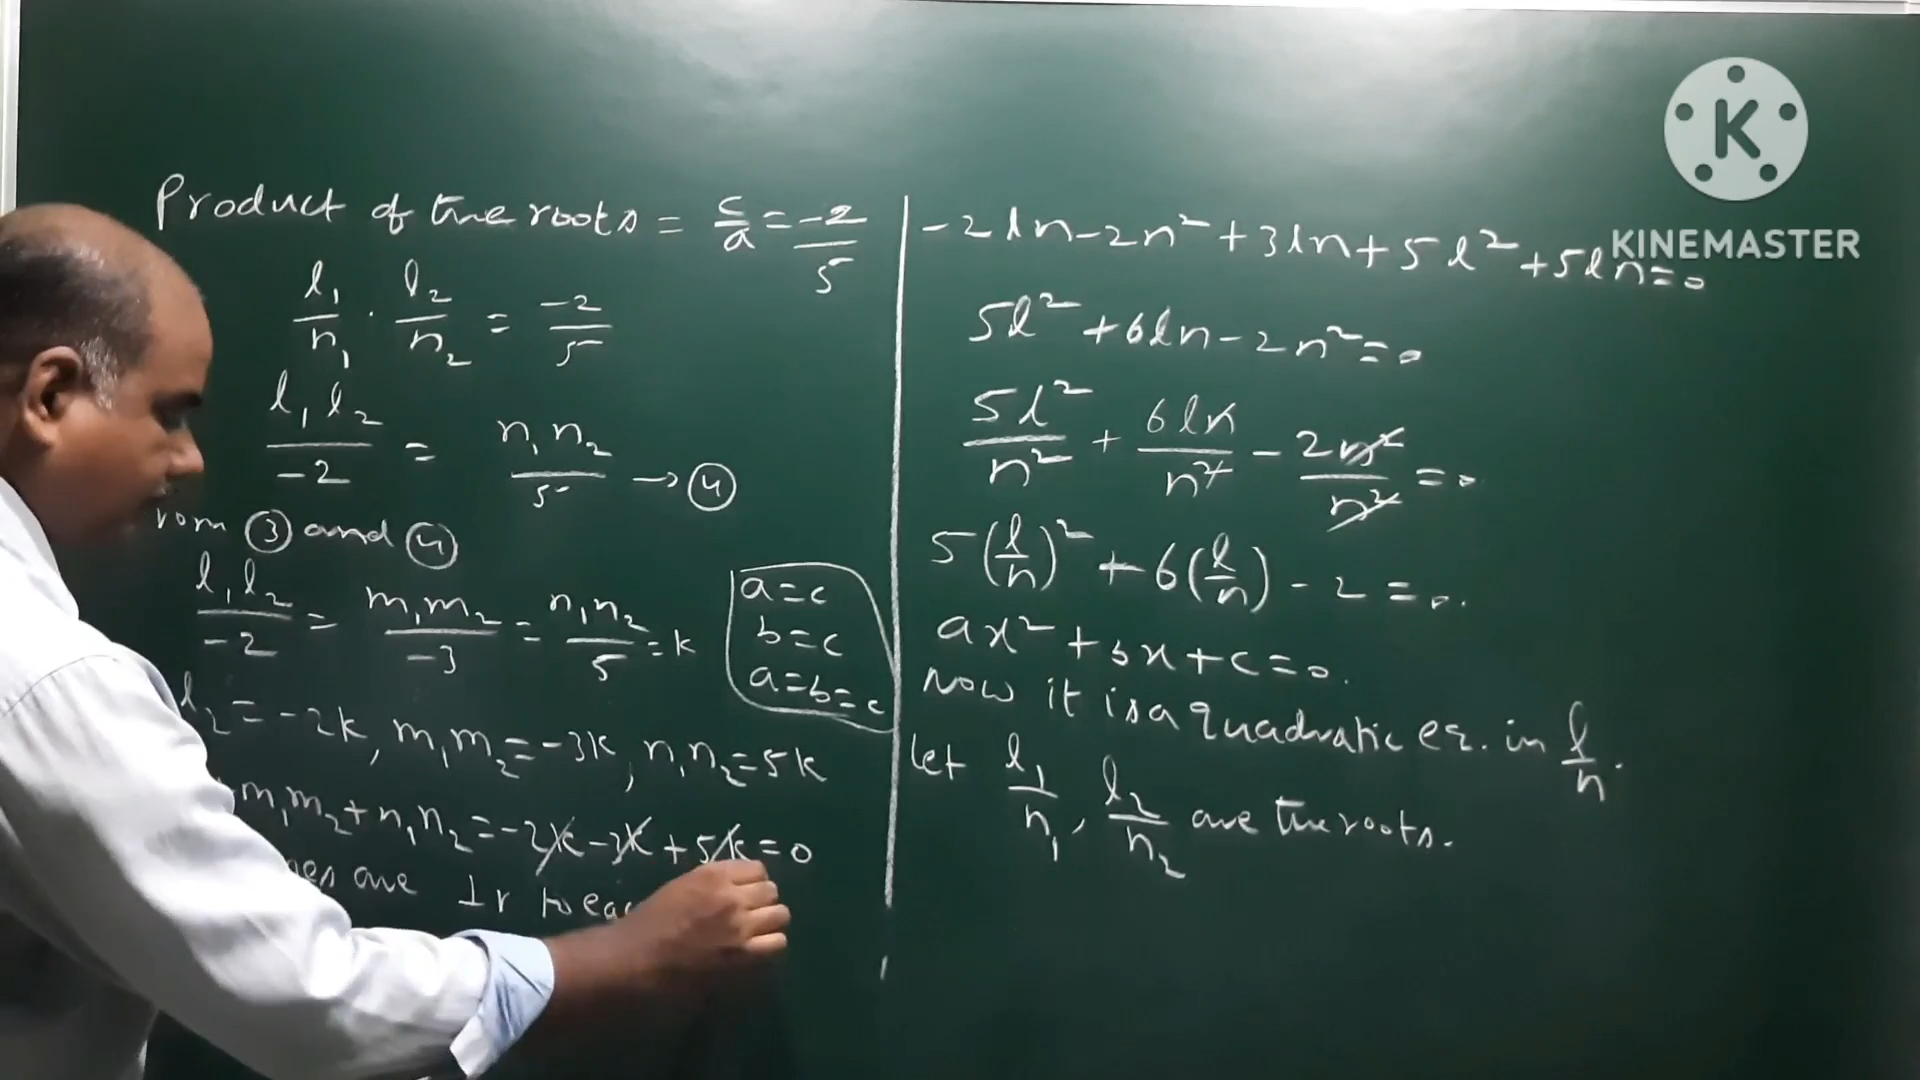 Product of the roots = c/a = -2/5
l₁/n₁ · l₂/n₂ = -2/5
l₁l₂/-2 = n₁n₂/5 → ④
rom ③ and ④
l₁l₂/-2 = m₁m₂/-3 = n₁n₂/5 = k
a=c
b=c
a=b=c
l₂ = -2k, m₁m₂ = -3k, n₁n₂ = 5k
m₁m₂ + n₁n₂ = -2k - 3k + 5k = 0
are ⊥r to
-2ln - 2n² + 3ln + 5l² + 5ln = 0
5l² + 6ln - 2n² = 0
5l²/n² + 6ln/n² - 2n²/n² = 0
5(l/n)² + 6(l/n) - 2 = 0.
ax² + bx + c = 0.
Now it is a quadratic eq. in l/n.
let l₁/n₁, l₂/n₂ are the roots.
K
KINEMASTER